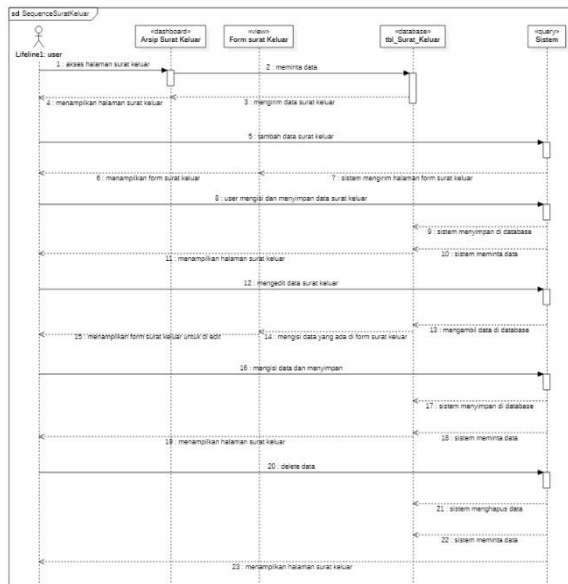 sd SequenceSuratKeluar
«dashboard»
Arsip Surat Keluar
«view»
Form surat Keluar
«database»
tbl_Surat_Keluar
«query»
Sistem
Lifeline1: user
1 : akses halaman surat keluar
2 : meminta data
3 : mengirim data surat keluar
4 : menampilkan halaman surat keluar
5 : tambah data surat keluar
6 : menampilkan form surat keluar
7 : sistem mengirim halaman form surat keluar
8 : user mengisi dan menyimpan data surat keluar
9 : sistem menyimpan di database
10 : sistem meminta data
11 : menampilkan halaman surat keluar
12 : mengedit data surat keluar
13 : mengambil data di database
14 : mengisi data yang ada di form surat keluar
15 : menampilkan form surat keluar untuk di edit
16 : mengisi data dan menyimpan
17 : sistem menyimpan di database
18 : sistem meminta data
19 : menampilkan halaman surat keluar
20 : delete data
21 : sistem menghapus data
22 : sistem meminta data
23 : menampilkan halaman surat keluar